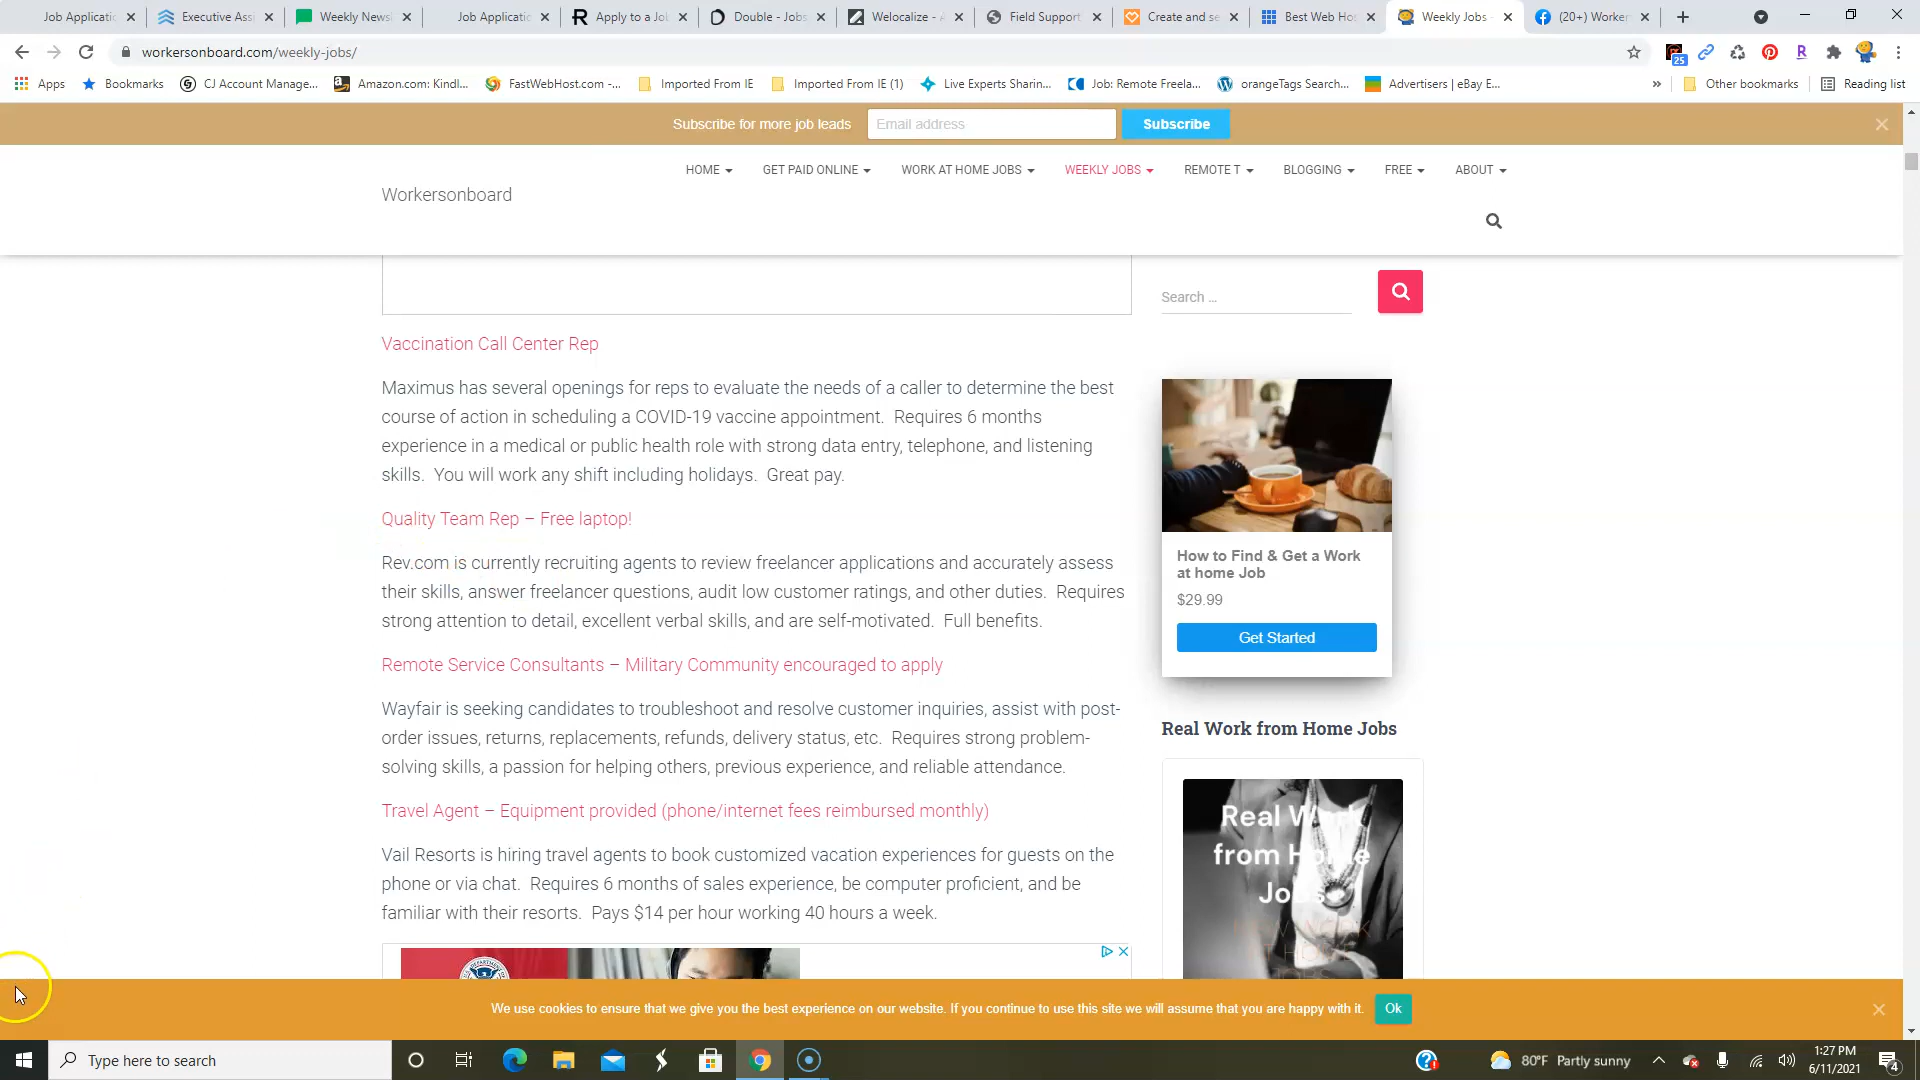 Job Applicati
Executive Ass
Weekly News
Job Applicatio
Apply to a Jo
Double - Jobs
Welocalize - A
Field Support
Create and se
Best Web Hos
Weekly Jobs -
(20+) Worker
workersonboard.com/weekly-jobs/
25
Apps
Bookmarks
CJ Account Manage...
Amazon.com: Kindl...
FastWebHost.com -...
Imported From IE
Imported From IE (1)
Live Experts Sharin...
Job: Remote Freela...
orangeTags Search...
Advertisers | eBay E...
»
Other bookmarks
Reading list
Subscribe for more job leads
Email address
Subscribe
Workersonboard
HOME
GET PAID ONLINE
WORK AT HOME JOBS
WEEKLY JOBS
REMOTE T
BLOGGING
FREE
ABOUT
Vaccination Call Center Rep
Maximus has several openings for reps to evaluate the needs of a caller to determine the best
course of action in scheduling a COVID-19 vaccine appointment. Requires 6 months
experience in a medical or public health role with strong data entry, telephone, and listening
skills. You will work any shift including holidays. Great pay.
Quality Team Rep – Free laptop!
Rev.com is currently recruiting agents to review freelancer applications and accurately assess
their skills, answer freelancer questions, audit low customer ratings, and other duties. Requires
strong attention to detail, excellent verbal skills, and are self-motivated. Full benefits.
Remote Service Consultants – Military Community encouraged to apply
Wayfair is seeking candidates to troubleshoot and resolve customer inquiries, assist with post-
order issues, returns, replacements, refunds, delivery status, etc. Requires strong problem-
solving skills, a passion for helping others, previous experience, and reliable attendance.
Travel Agent – Equipment provided (phone/internet fees reimbursed monthly)
Vail Resorts is hiring travel agents to book customized vacation experiences for guests on the
phone or via chat. Requires 6 months of sales experience, be computer proficient, and be
familiar with their resorts. Pays $14 per hour working 40 hours a week.
Search …
How to Find & Get a Work
at home Job
$29.99
Get Started
Real Work from Home Jobs
Real Work
from Home
Jobs
We use cookies to ensure that we give you the best experience on our website. If you continue to use this site we will assume that you are happy with it.
Ok
Type here to search
80°F Partly sunny
1:27 PM
6/11/2021
4